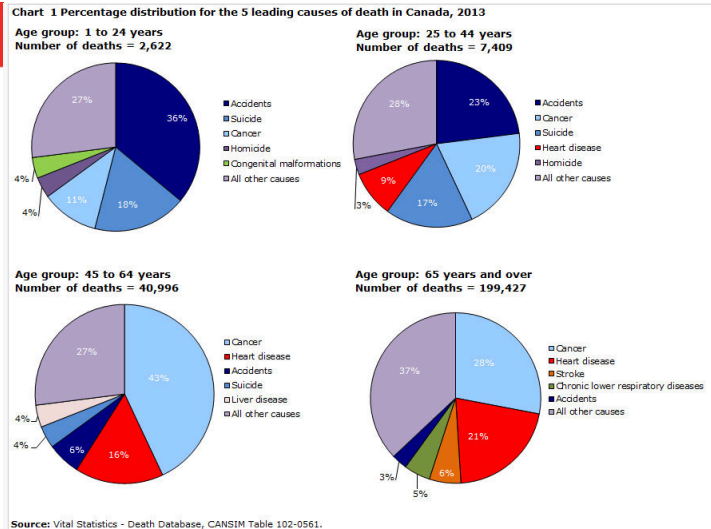 Chart 1 Percentage distribution for the 5 leading causes of death in Canada, 2013
Age group: 1 to 24 years
Number of deaths = 2,622
36%
18%
11%
4%
4%
27%
Accidents
Suicide
Cancer
Homicide
Congenital malformations
All other causes
Age group: 25 to 44 years
Number of deaths = 7,409
23%
20%
17%
9%
3%
28%
Accidents
Cancer
Suicide
Heart disease
Homicide
All other causes
Age group: 45 to 64 years
Number of deaths = 40,996
43%
16%
6%
4%
4%
27%
Cancer
Heart disease
Accidents
Suicide
Liver disease
All other causes
Age group: 65 years and over
Number of deaths = 199,427
28%
21%
6%
5%
3%
37%
Cancer
Heart disease
Stroke
Chronic lower respiratory diseases
Accidents
All other causes
Source: Vital Statistics - Death Database, CANSIM Table 102-0561.